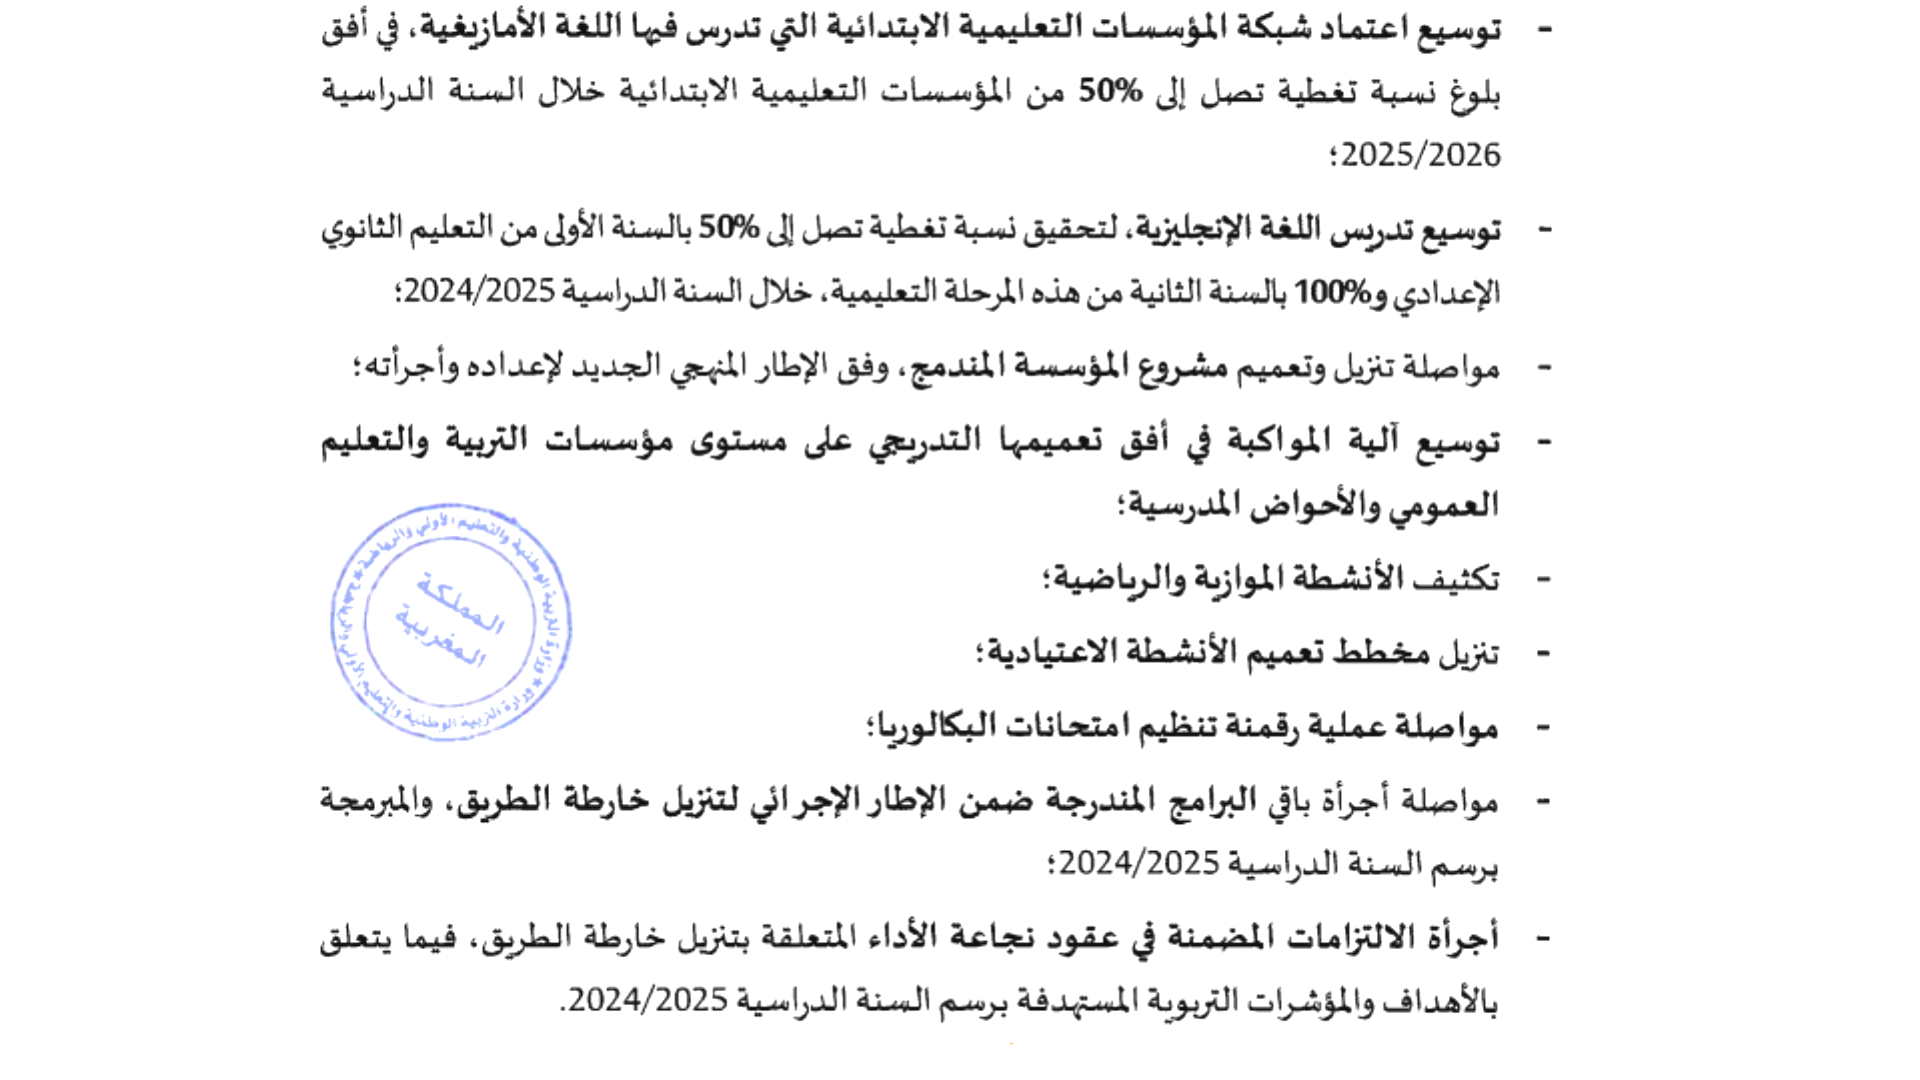 - توسيع اعتماد شبكة المؤسسات التعليمية الابتدائية التي تدرس فيها اللغة الأمازيغية، في أفق
بلوغ نسبة تغطية تصل إلى 50% من المؤسسات التعليمية الابتدائية خلال السنة الدراسية
2025/2026؛
- توسيع تدريس اللغة الإنجليزية، لتحقيق نسبة تغطية تصل إلى 50% بالسنة الأولى من التعليم الثانوي
الإعدادي و100% بالسنة الثانية من هذه المرحلة التعليمية، خلال السنة الدراسية 2024/2025؛
- مواصلة تنزيل وتعميم مشروع المؤسسة المندمج، وفق الإطار المنهجي الجديد لإعداده وأجرأته؛
- توسيع آلية المواكبة في أفق تعميمها التدريجي على مستوى مؤسسات التربية والتعليم
العمومي والأحواض المدرسية؛
- تكثيف الأنشطة الموازية والرياضية؛
- تنزيل مخطط تعميم الأنشطة الاعتيادية؛
- مواصلة عملية رقمنة تنظيم امتحانات البكالوريا؛
- مواصلة أجرأة باقي البرامج المندرجة ضمن الإطار الإجرائي لتنزيل خارطة الطريق، والمبرمجة
برسم السنة الدراسية 2024/2025؛
- أجرأة الالتزامات المضمنة في عقود نجاعة الأداء المتعلقة بتنزيل خارطة الطريق، فيما يتعلق
بالأهداف والمؤشرات التربوية المستهدفة برسم السنة الدراسية 2024/2025.
المملكة
المغربية
وزارة التربية الوطنية والتعليم الأولي والرياضة